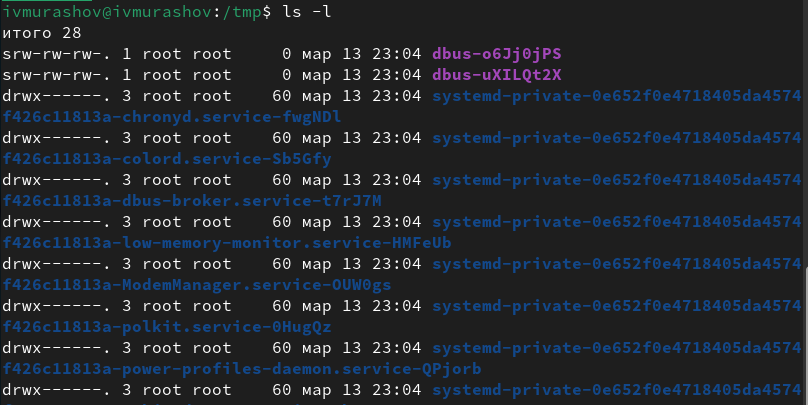 ivmurashov@ivmurashov:/tmp$ ls -l
итого 28
srw-rw-rw-. 1 root root 0 мар 13 23:04 dbus-o6Jj0jPS
srw-rw-rw-. 1 root root 0 мар 13 23:04 dbus-uXILQt2X
drwx------. 3 root root 60 мар 13 23:04 systemd-private-0e652f0e4718405da4574
f426c11813a-chronyd.service-fwgNDl
drwx------. 3 root root 60 мар 13 23:04 systemd-private-0e652f0e4718405da4574
f426c11813a-colord.service-Sb5Gfy
drwx------. 3 root root 60 мар 13 23:04 systemd-private-0e652f0e4718405da4574
f426c11813a-dbus-broker.service-t7rJ7M
drwx------. 3 root root 60 мар 13 23:04 systemd-private-0e652f0e4718405da4574
f426c11813a-low-memory-monitor.service-HMFeUb
drwx------. 3 root root 60 мар 13 23:04 systemd-private-0e652f0e4718405da4574
f426c11813a-ModemManager.service-OUW0gs
drwx------. 3 root root 60 мар 13 23:04 systemd-private-0e652f0e4718405da4574
f426c11813a-polkit.service-0HugQz
drwx------. 3 root root 60 мар 13 23:04 systemd-private-0e652f0e4718405da4574
f426c11813a-power-profiles-daemon.service-QPjorb
drwx------. 3 root root 60 мар 13 23:04 systemd-private-0e652f0e4718405da4574